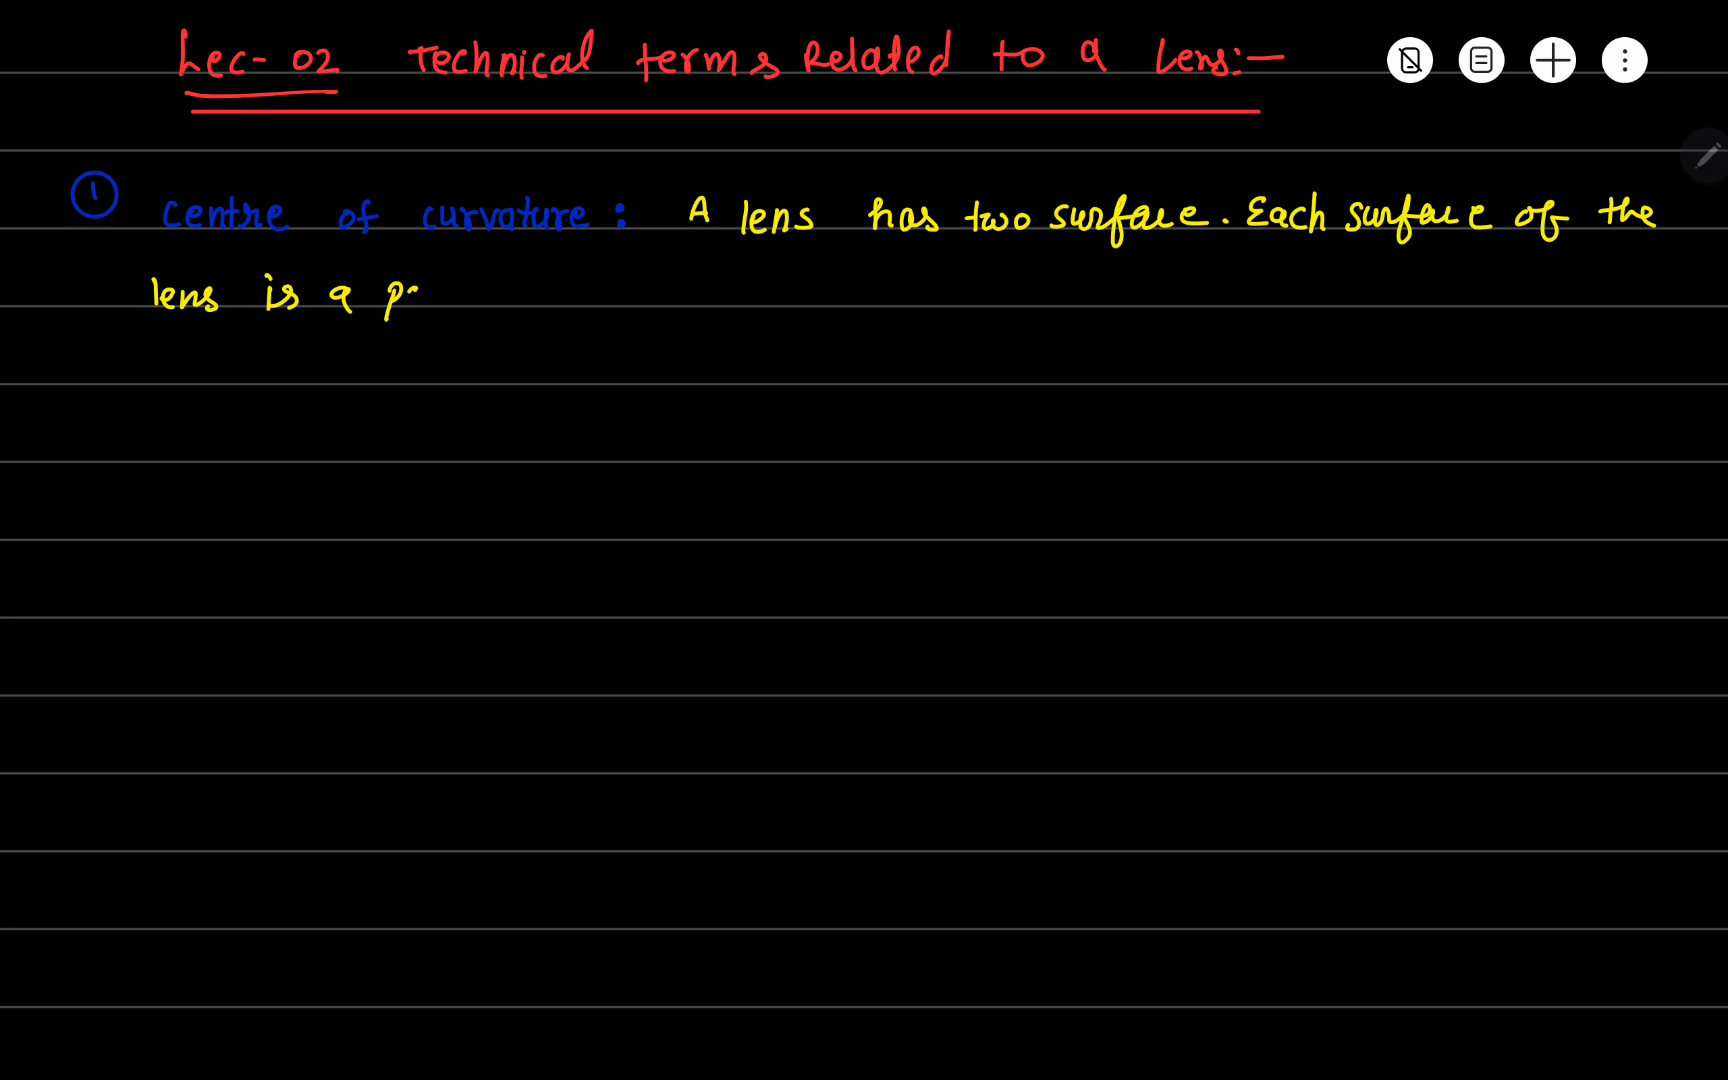 Lec-02 Technical terms Related to a Lens:-
① Centre of curvature: A lens has two surface. Each surface of the
lens is a p